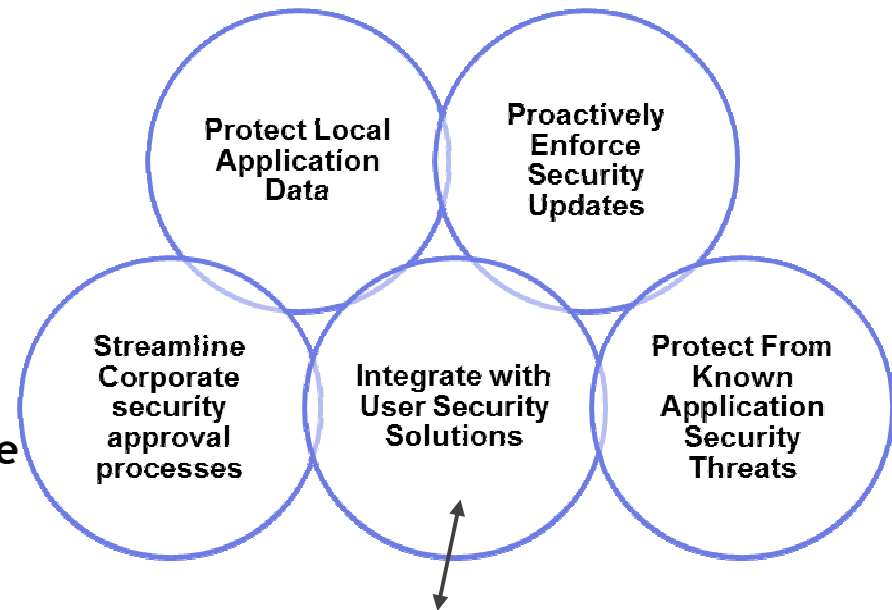 Protect Local
Application
Data
Proactively
Enforce
Security
Updates
Streamline
Corporate
security
approval
processes
Integrate with
User Security
Solutions
Protect From
Known
Application
Security
Threats
e